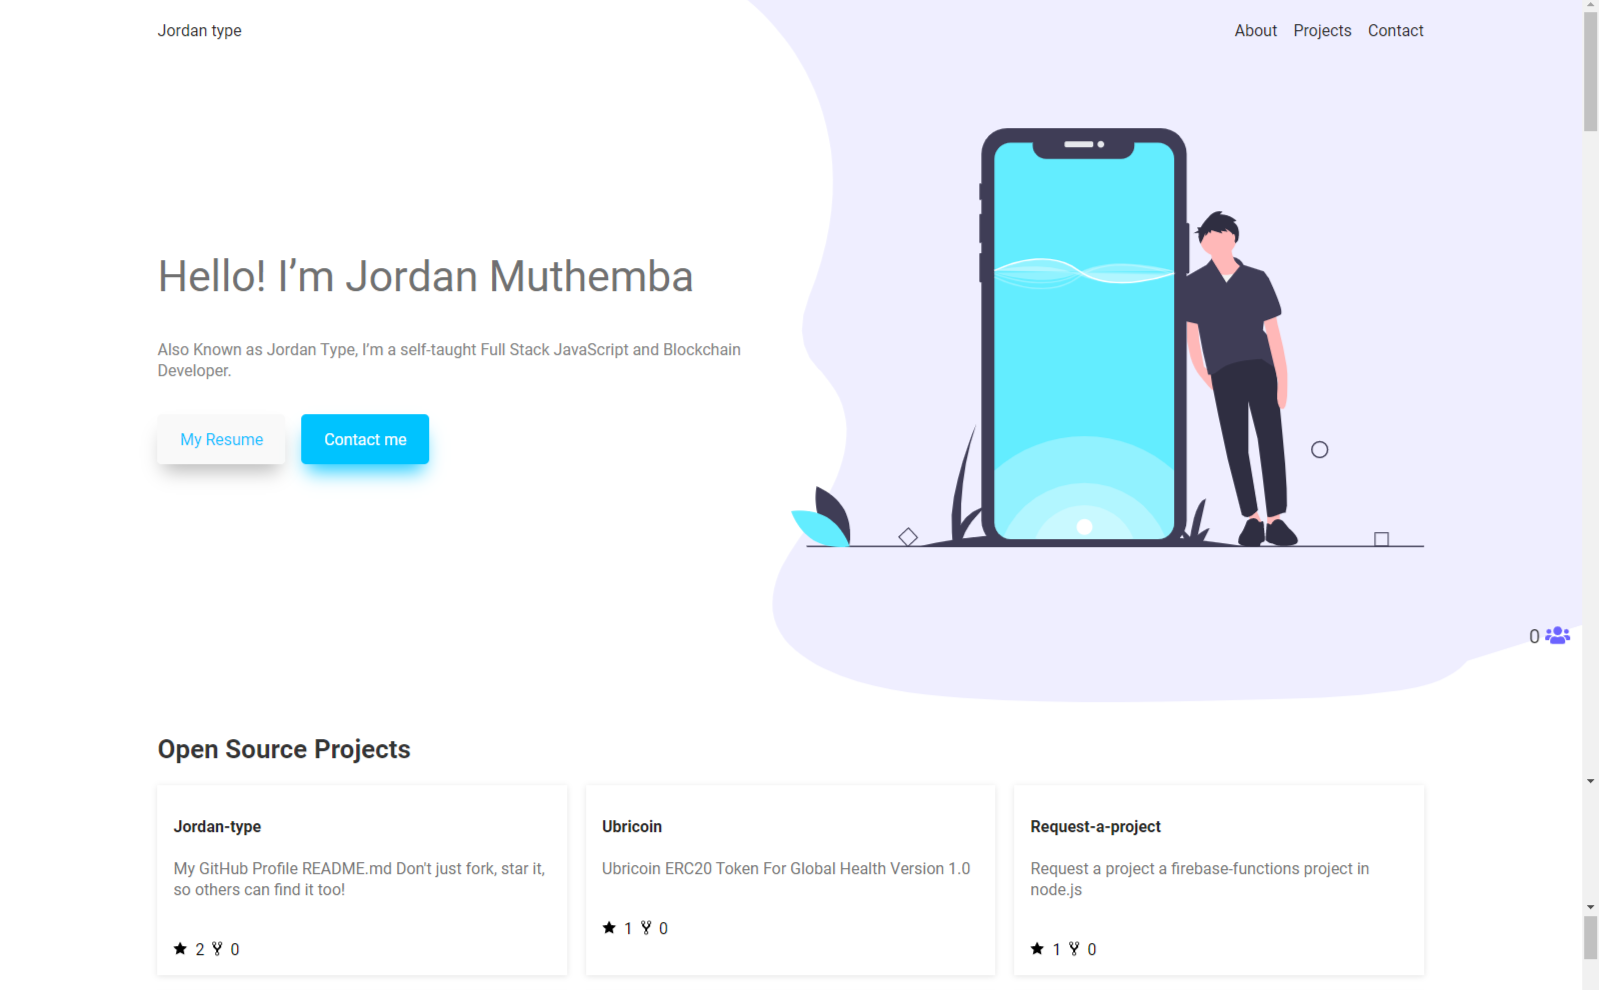 Jordan type
About Projects Contact
Hello! I’m Jordan Muthemba
Also Known as Jordan Type, I’m a self-taught Full Stack JavaScript and Blockchain
Developer.
My Resume Contact me
0
Open Source Projects
Jordan-type
My GitHub Profile README.md Don't just fork, star it,
so others can find it too!
2 0
Ubricoin
Ubricoin ERC20 Token For Global Health Version 1.0
1 0
Request-a-project
Request a project a firebase-functions project in
node.js
1 0